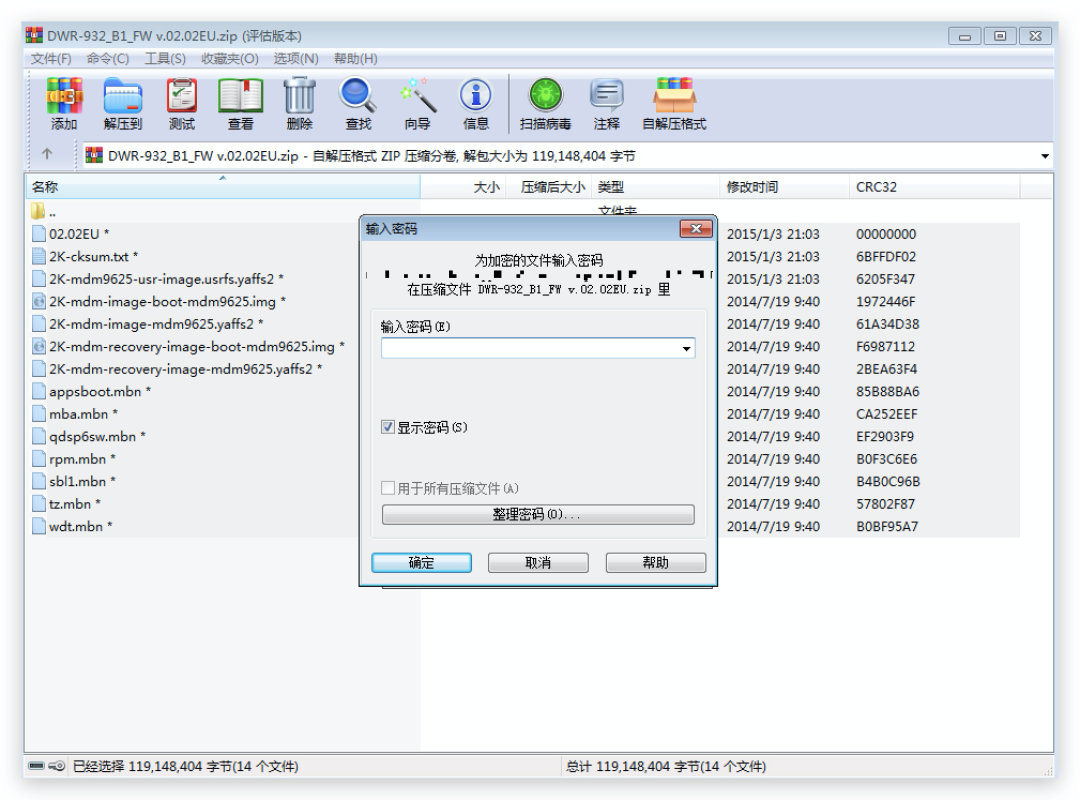 DWR-932_B1_FW v.02.02EU.zip (评估版本)
文件(F) 命令(C) 工具(S) 收藏夹(O) 选项(N) 帮助(H)
添加 解压到 测试 查看 删除 查找 向导 信息 扫描病毒 注释 自解压格式
DWR-932_B1_FW v.02.02EU.zip - 自解压格式 ZIP 压缩分卷, 解包大小为 119,148,404 字节
名称 大小 压缩后大小 类型 修改时间 CRC32
.. 文件夹
02.02EU * 2015/1/3 21:03 00000000
2K-cksum.txt * 2015/1/3 21:03 6BFFDF02
2K-mdm9625-usr-image.usrfs.yaffs2 * 2015/1/3 21:03 6205F347
2K-mdm-image-boot-mdm9625.img * 2014/7/19 9:40 1972446F
2K-mdm-image-mdm9625.yaffs2 * 2014/7/19 9:40 61A34D38
2K-mdm-recovery-image-boot-mdm9625.img * 2014/7/19 9:40 F6987112
2K-mdm-recovery-image-mdm9625.yaffs2 * 2014/7/19 9:40 2BEA63F4
appsboot.mbn * 2014/7/19 9:40 85B88BA6
mba.mbn * 2014/7/19 9:40 CA252EEF
qdsp6sw.mbn * 2014/7/19 9:40 EF2903F9
rpm.mbn * 2014/7/19 9:40 B0F3C6E6
sbl1.mbn * 2014/7/19 9:40 B4B0C96B
tz.mbn * 2014/7/19 9:40 57802F87
wdt.mbn * 2014/7/19 9:40 B0BF95A7
输入密码
为加密的文件输入密码
在压缩文件 DWR-932_B1_FW v.02.02EU.zip 里
输入密码(E)
显示密码(S)
用于所有压缩文件(A)
整理密码(O)...
确定 取消 帮助
已经选择 119,148,404 字节(14 个文件) 总计 119,148,404 字节(14 个文件)